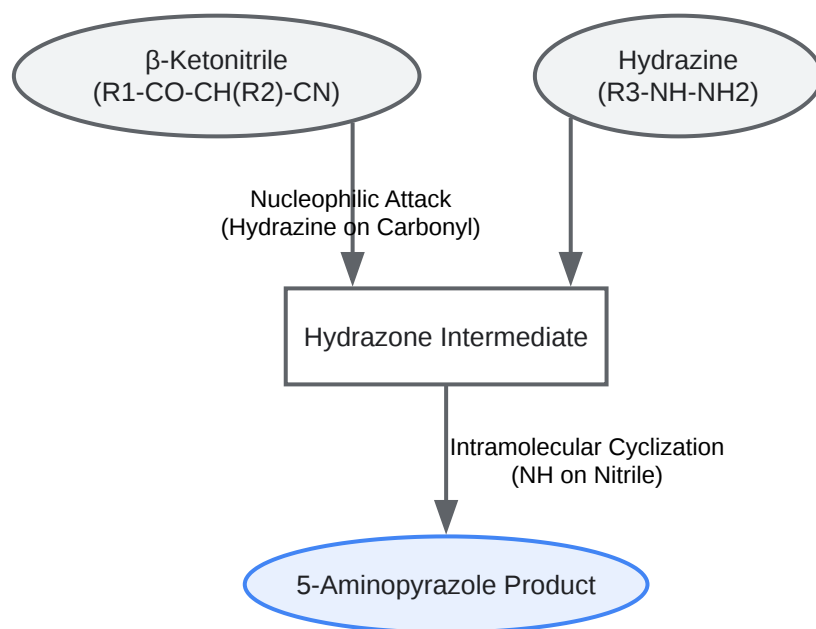 β-Ketonitrile
(R1-CO-CH(R2)-CN)
Hydrazine
(R3-NH-NH2)
Nucleophilic Attack
(Hydrazine on Carbonyl)
Hydrazone Intermediate
Intramolecular Cyclization
(NH on Nitrile)
5-Aminopyrazole Product